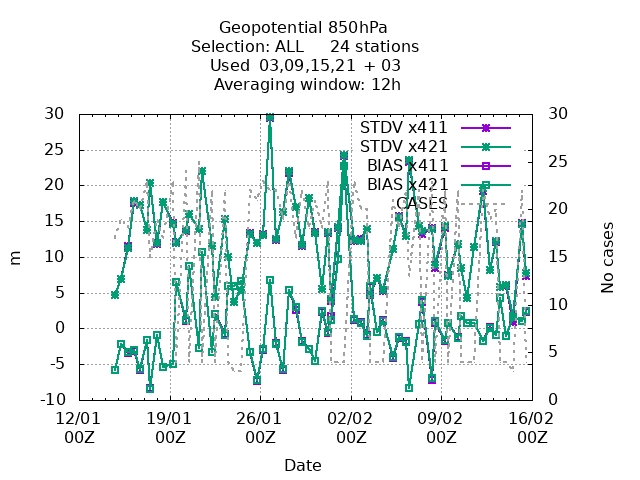 Geopotential 850hPa
Selection: ALL 24 stations
Used 03,09,15,21 + 03
Averaging window: 12h
30 30
25 25
20 20
15 15
10 10
5 5
0 0
-5
-10
STDV x411
STDV x421
BIAS x411
BIAS x421
CASES
m
No cases
12/01 19/01 26/01 02/02 09/02 16/02
00Z 00Z 00Z 00Z 00Z 00Z
Date